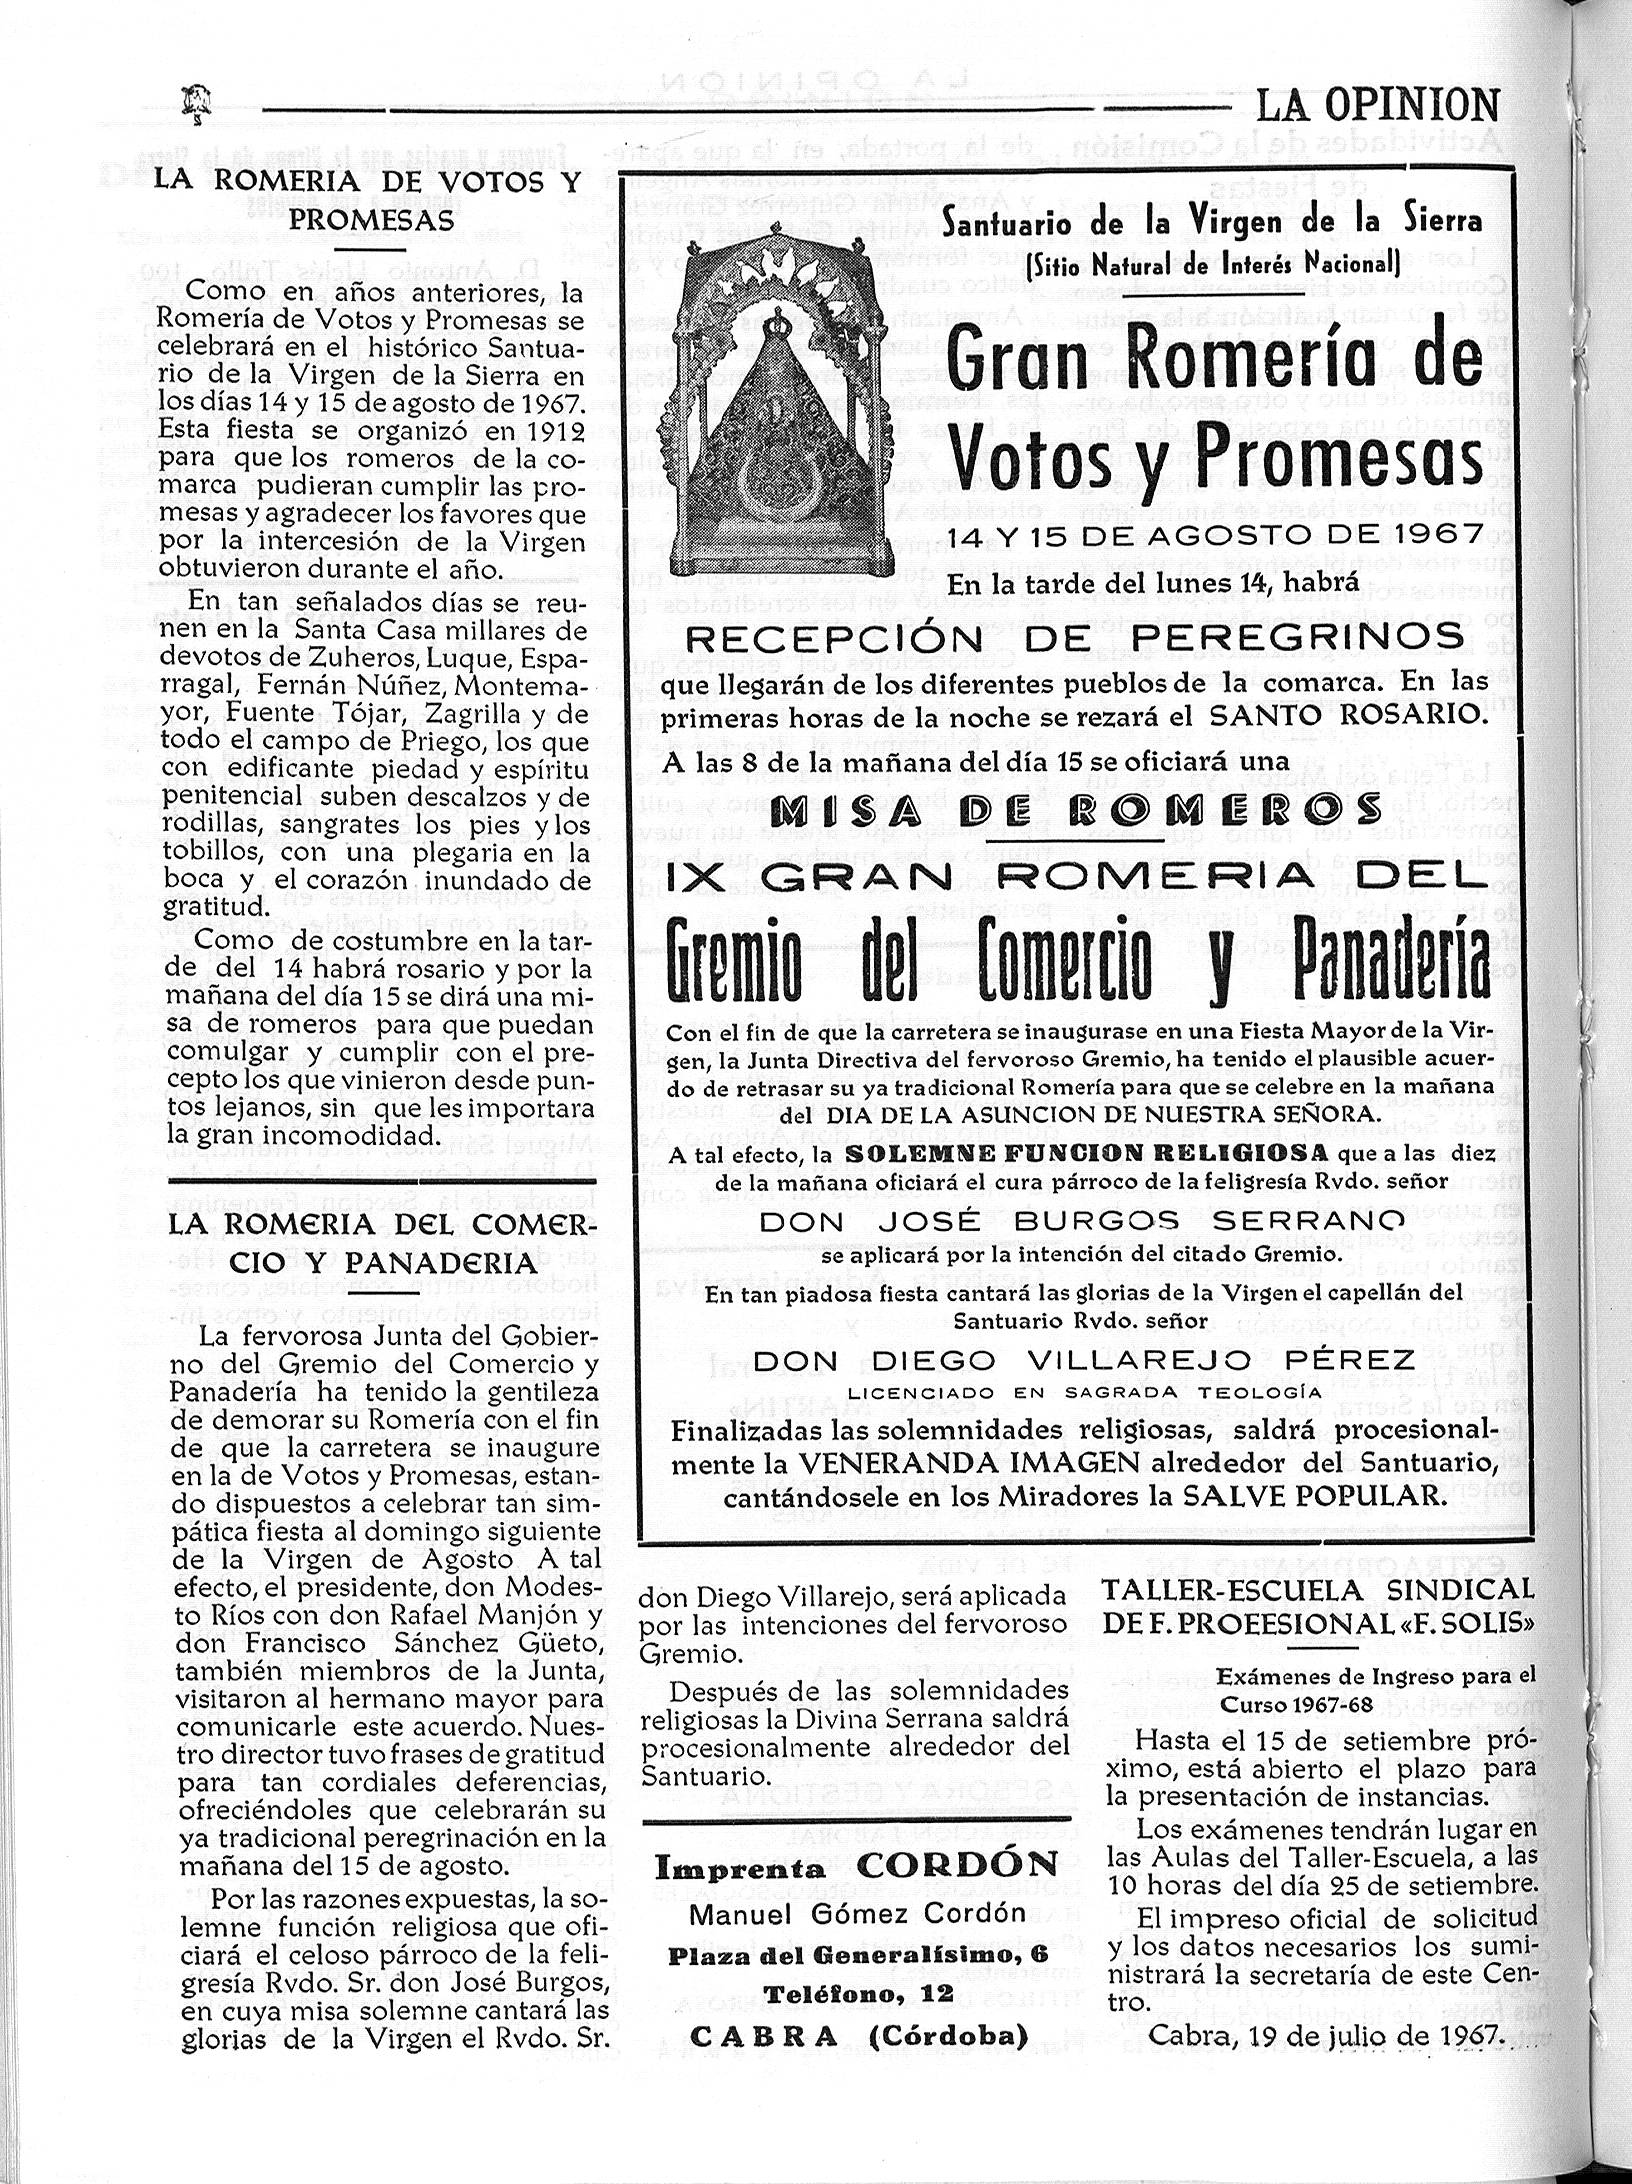 LA OPINION
LA ROMERIA DE VOTOS Y
PROMESAS
Como en años anteriores, la
Romería de Votos y Promesas se
celebrará en el histórico Santua-
rio de la Virgen de la Sierra en
los días 14 y 15 de agosto de 1967.
Esta fiesta se organizó en 1912
para que los romeros de la co-
marca pudieran cumplir las pro-
mesas y agradecer los favores que
por la intercesión de la Virgen
obtuvieron durante el año.
En tan señalados días se reu-
nen en la Santa Casa millares de
devotos de Zuheros, Luque, Espa-
rragal, Fernán Núñez, Montema-
yor, Fuente Tójar, Zagrilla y de
todo el campo de Priego, los que
con edificante piedad y espíritu
penitencial suben descalzos y de
rodillas, sangrates los pies y los
tobillos, con una plegaria en la
boca y el corazón inundado de
gratitud.
Como de costumbre en la tar-
de del 14 habrá rosario y por la
mañana del día 15 se dirá una mi-
sa de romeros para que puedan
comulgar y cumplir con el pre-
cepto los que vinieron desde pun-
tos lejanos, sin que les importara
la gran incomodidad.
LA ROMERIA DEL COMER-
CIO Y PANADERIA
La fervorosa Junta del Gobier-
no del Gremio del Comercio y
Panadería ha tenido la gentileza
de demorar su Romería con el fin
de que la carretera se inaugure
en la de Votos y Promesas, estan-
do dispuestos a celebrar tan sim-
pática fiesta al domingo siguiente
de la Virgen de Agosto A tal
efecto, el presidente, don Modes-
to Ríos con don Rafael Manjón y
don Francisco Sánchez Güeto,
también miembros de la Junta,
visitaron al hermano mayor para
comunicarle este acuerdo. Nues-
tro director tuvo frases de gratitud
para tan cordiales deferencias,
ofreciéndoles que celebrarán su
ya tradicional peregrinación en la
mañana del 15 de agosto.
Por las razones expuestas, la so-
lemne función religiosa que ofi-
ciará el celoso párroco de la feli-
gresía Rvdo. Sr. don José Burgos,
en cuya misa solemne cantará las
glorias de la Virgen el Rvdo. Sr.
Santuario de la Virgen de la Sierra
(Sitio Natural de Interés Nacional)
Gran Romería de
Votos y Promesas
14 Y 15 DE AGOSTO DE 1967
En la tarde del lunes 14, habrá
RECEPCIÓN DE PEREGRINOS
que llegarán de los diferentes pueblos de la comarca. En las
primeras horas de la noche se rezará el SANTO ROSARIO.
A las 8 de la mañana del día 15 se oficiará una
MISA DE ROMEROS
IX GRAN ROMERIA DEL
Gremio del Comercio y Panadería
Con el fin de que la carretera se inaugurase en una Fiesta Mayor de la Vir-
gen, la Junta Directiva del fervoroso Gremio, ha tenido el plausible acuer-
do de retrasar su ya tradicional Romería para que se celebre en la mañana
del DIA DE LA ASUNCION DE NUESTRA SEÑORA.
A tal efecto, la SOLEMNE FUNCION RELIGIOSA que a las diez
de la mañana oficiará el cura párroco de la feligresía Rvdo. señor
DON JOSÉ BURGOS SERRANO
se aplicará por la intención del citado Gremio.
En tan piadosa fiesta cantará las glorias de la Virgen el capellán del
Santuario Rvdo. señor
DON DIEGO VILLAREJO PÉREZ
LICENCIADO EN SAGRADA TEOLOGÍA
Finalizadas las solemnidades religiosas, saldrá procesional-
mente la VENERANDA IMAGEN alrededor del Santuario,
cantándosele en los Miradores la SALVE POPULAR.
don Diego Villarejo, será aplicada
por las intenciones del fervoroso
Gremio.
Después de las solemnidades
religiosas la Divina Serrana saldrá
procesionalmente alrededor del
Santuario.
Imprenta CORDÓN
Manuel Gómez Cordón
Plaza del Generalísimo, 6
Teléfono, 12
CABRA (Córdoba)
TALLER-ESCUELA SINDICAL
DE F. PROEESIONAL «F. SOLIS»
Exámenes de Ingreso para el
Curso 1967-68
Hasta el 15 de setiembre pró-
ximo, está abierto el plazo para
la presentación de instancias.
Los exámenes tendrán lugar en
las Aulas del Taller-Escuela, a las
10 horas del día 25 de setiembre.
El impreso oficial de solicitud
y los datos necesarios los sumi-
nistrará la secretaría de este Cen-
tro.
Cabra, 19 de julio de 1967.